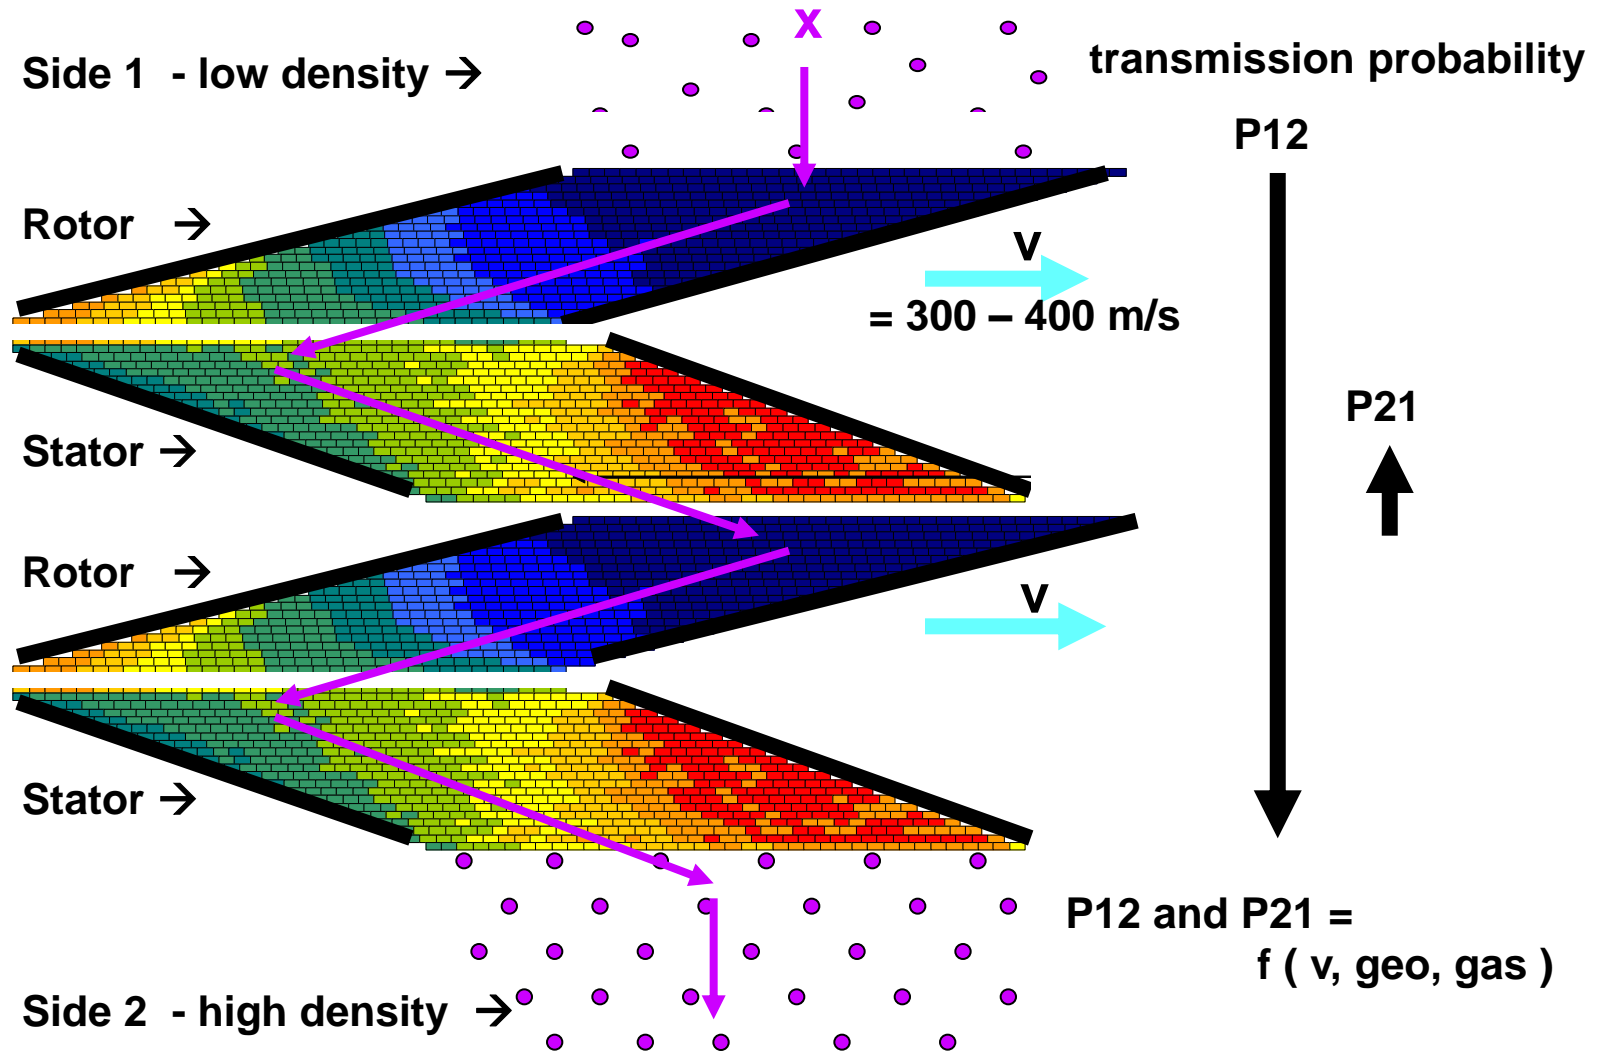 x
Side 1 - low density →
transmission probability
P12
Rotor →
v
= 300 – 400 m/s
P21
Stator →
Rotor →
v
Stator →
P12 and P21 =
f ( v, geo, gas )
Side 2 - high density →